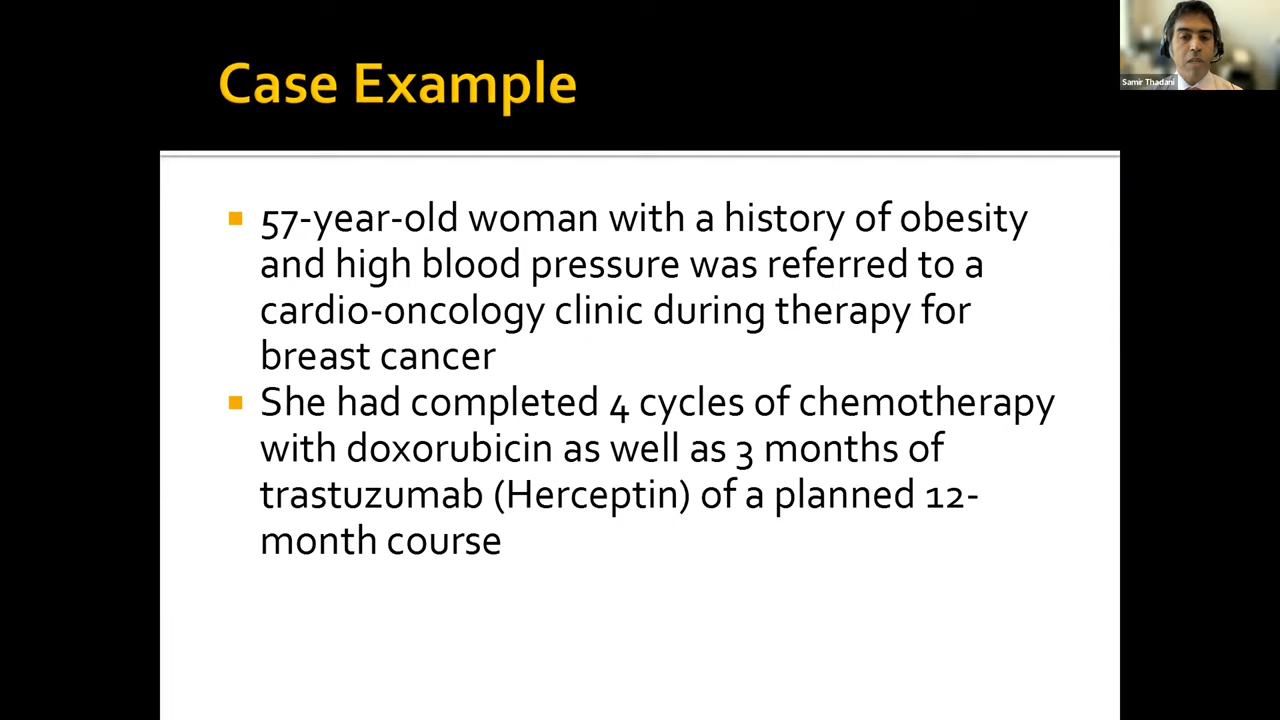 Case Example
Samir Thadani
57-year-old woman with a history of obesity
and high blood pressure was referred to a
cardio-oncology clinic during therapy for
breast cancer
She had completed 4 cycles of chemotherapy
with doxorubicin as well as 3 months of
trastuzumab (Herceptin) of a planned 12-
month course